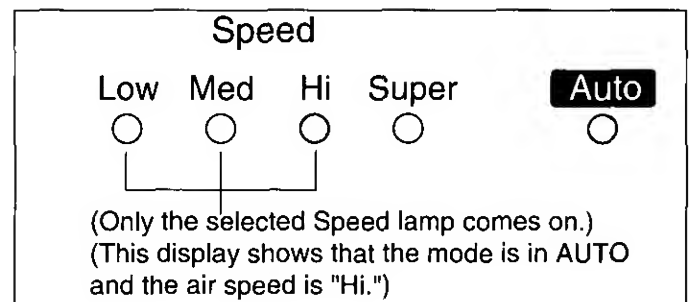 Speed
Low Med Hi Super Auto
(Only the selected Speed lamp comes on.)
(This display shows that the mode is in AUTO
and the air speed is "Hi.")